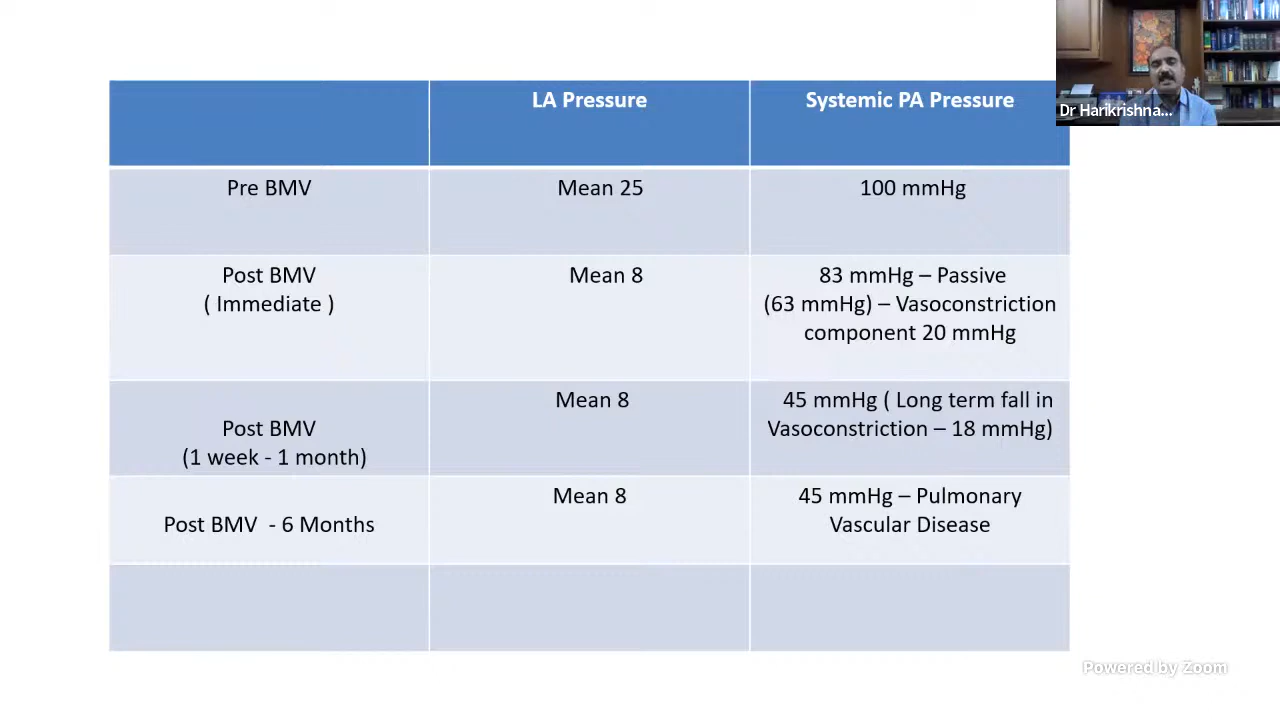 LA Pressure
Systemic PA Pressure
Dr Harikrishna...
Pre BMV
Mean 25
100 mmHg
Post BMV
( Immediate )
Mean 8
83 mmHg – Passive
(63 mmHg) – Vasoconstriction
component 20 mmHg
Post BMV
(1 week - 1 month)
Mean 8
45 mmHg ( Long term fall in
Vasoconstriction – 18 mmHg)
Post BMV - 6 Months
Mean 8
45 mmHg – Pulmonary
Vascular Disease
Powered by Zoom